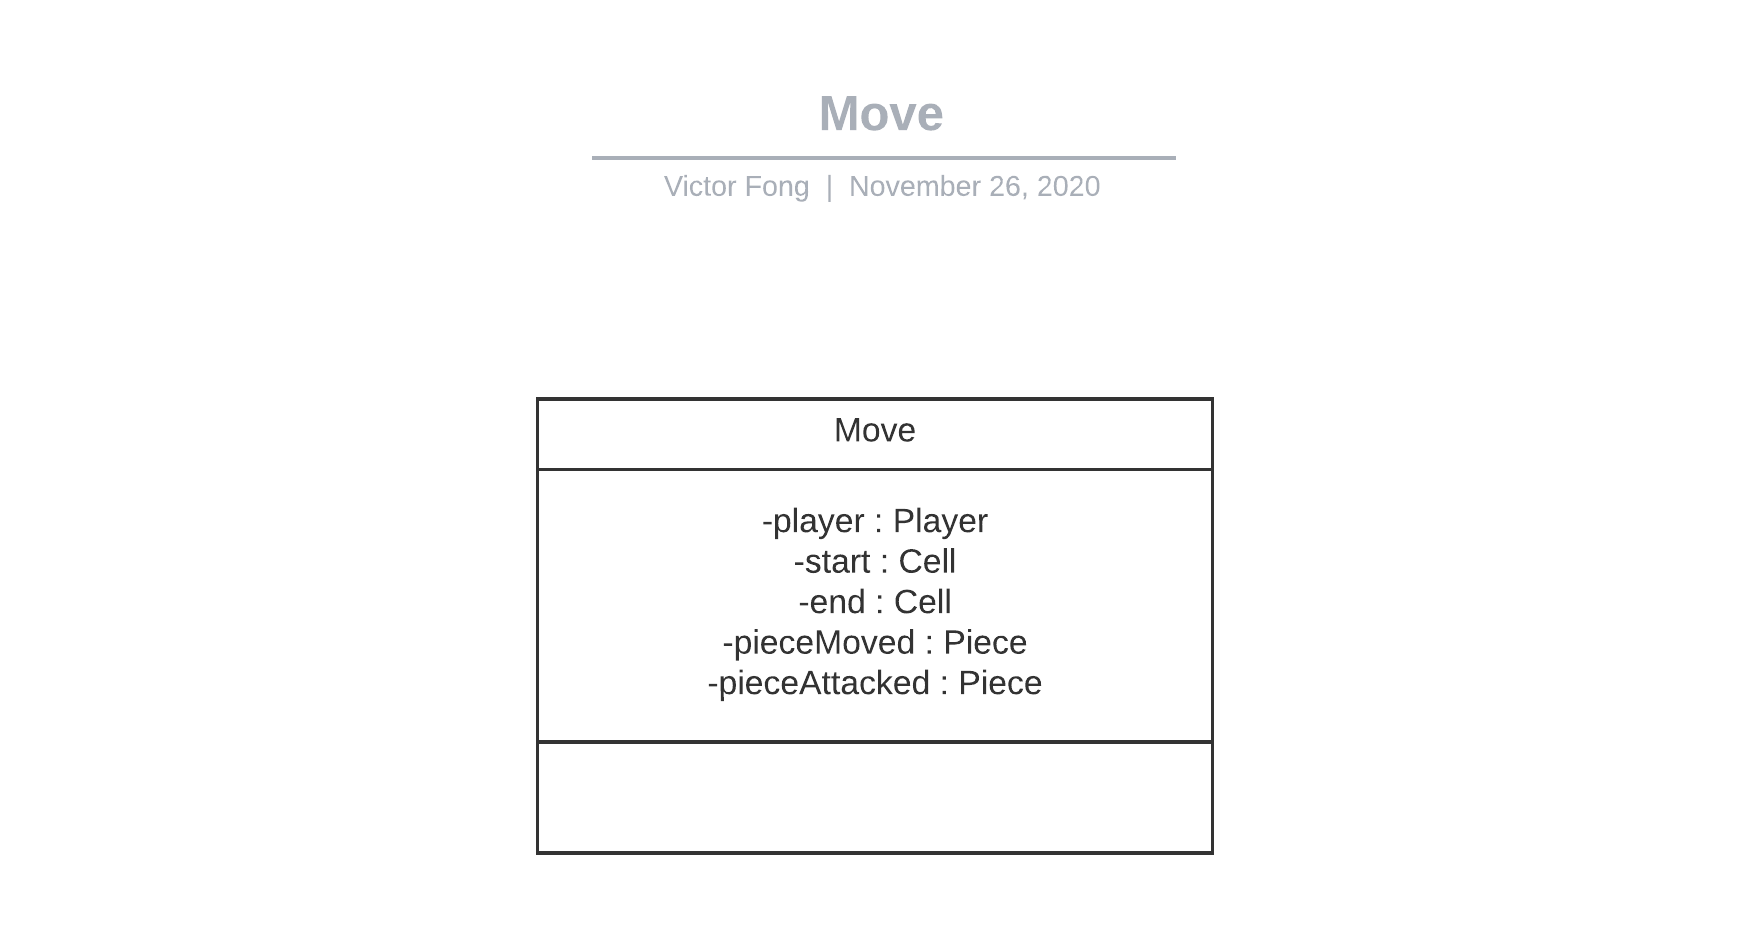 Move
Victor Fong | November 26, 2020
Move
-player : Player
-start : Cell
-end : Cell
-pieceMoved : Piece
-pieceAttacked : Piece